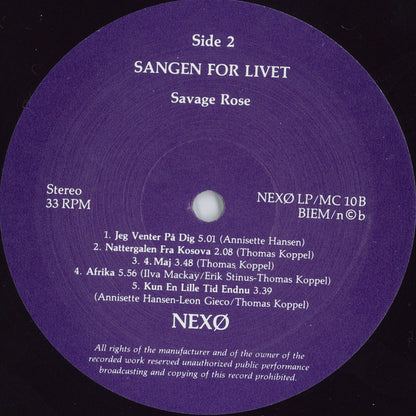 Side 2
SANGEN FOR LIVET
Savage Rose
Stereo
33 RPM
NEXØ LP/MC 10B
BIEM/n©b
1. Jeg Venter På Dig 5.01 (Annisette Hansen)
2. Nattergalen Fra Kosova 2.08 (Thomas Koppel)
3. 4. Maj 3.48 (Thomas Koppel)
4. Afrika 5.56 (Ilva Mackay/Erik Stinus-Thomas Koppel)
5. Kun En Lille Tid Endnu 3.39
(Annisette Hansen-Leon Gieco/Thomas Koppel)
NEXØ
All rights of the manufacturer and of the owner of the
recorded work reserved unauthorized public performance
broadcasting and copying of this record prohibited.